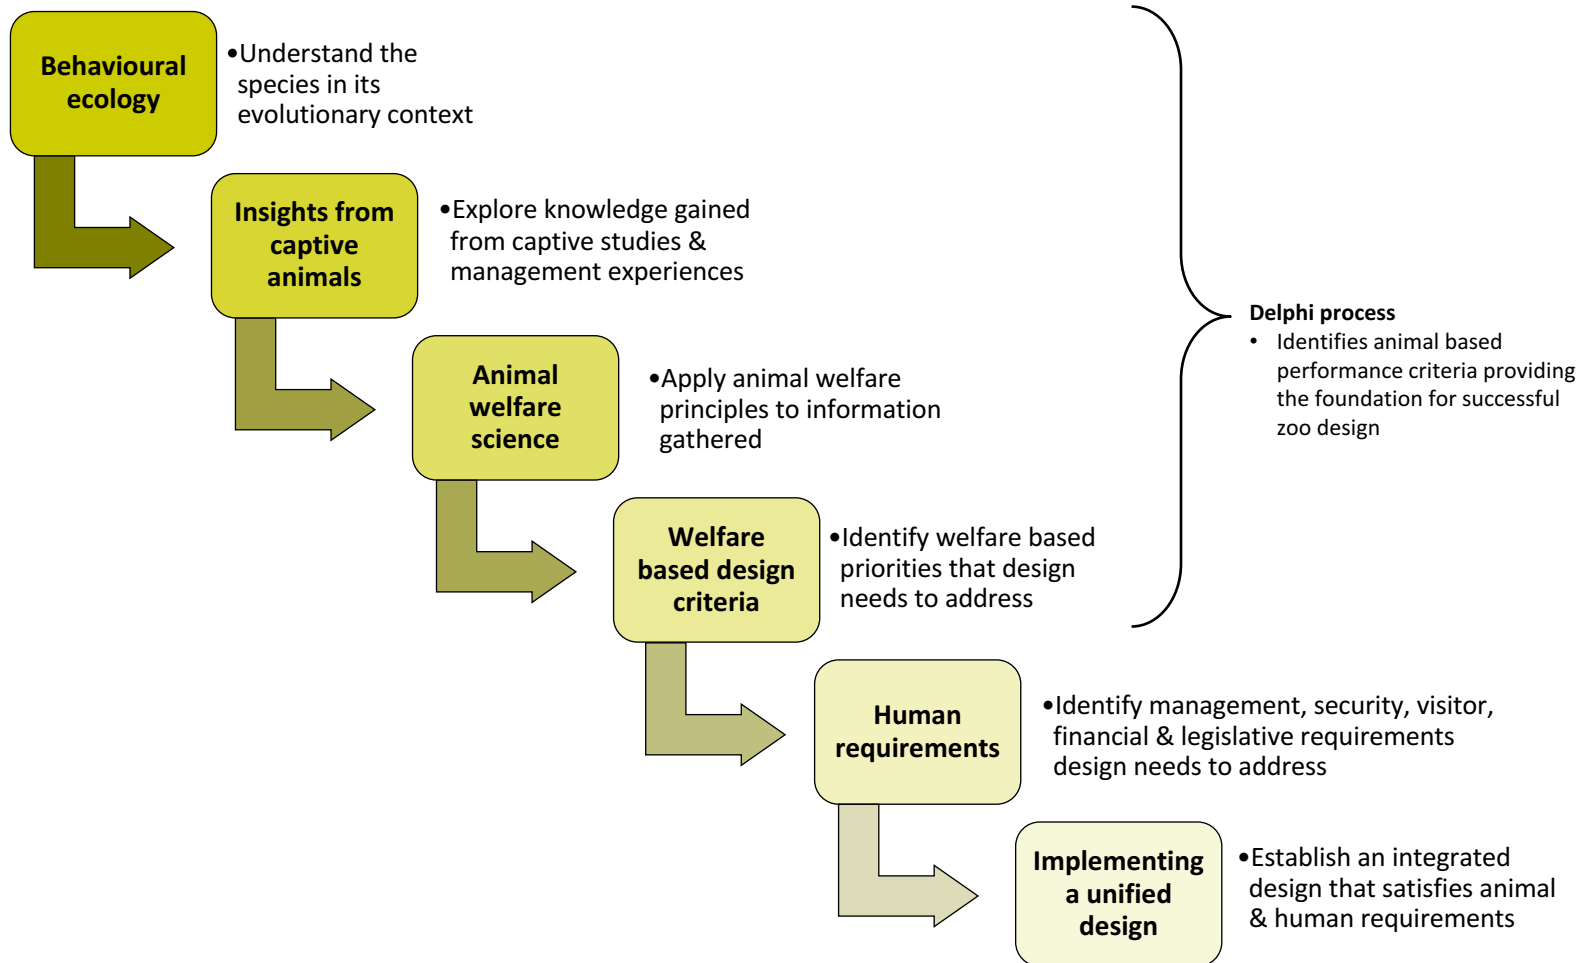 Behavioural
ecology
•Understand the
species in its
evolutionary context
Insights from
captive
animals
•Explore knowledge gained
from captive studies &
management experiences
Delphi process
• Identifies animal based
performance criteria providing
the foundation for successful
zoo design
Animal
welfare
science
•Apply animal welfare
principles to information
gathered
Welfare
based design
criteria
•Identify welfare based
priorities that design
needs to address
Human
requirements
•Identify management, security, visitor,
financial & legislative requirements
design needs to address
Implementing
a unified
design
•Establish an integrated
design that satisfies animal
& human requirements